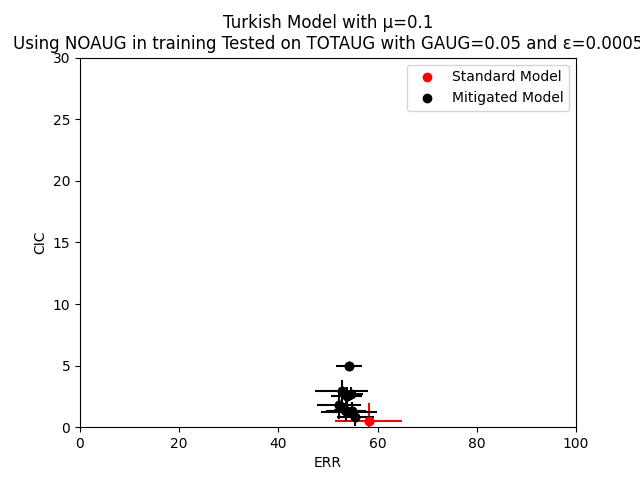 Turkish Model with μ=0.1
Using NOAUG in training Tested on TOTAUG with GAUG=0.05 and ε=0.0005
Standard Model
Mitigated Model
30
25
20
15
10
5
0
CIC
0 20 40 60 80 100
ERR